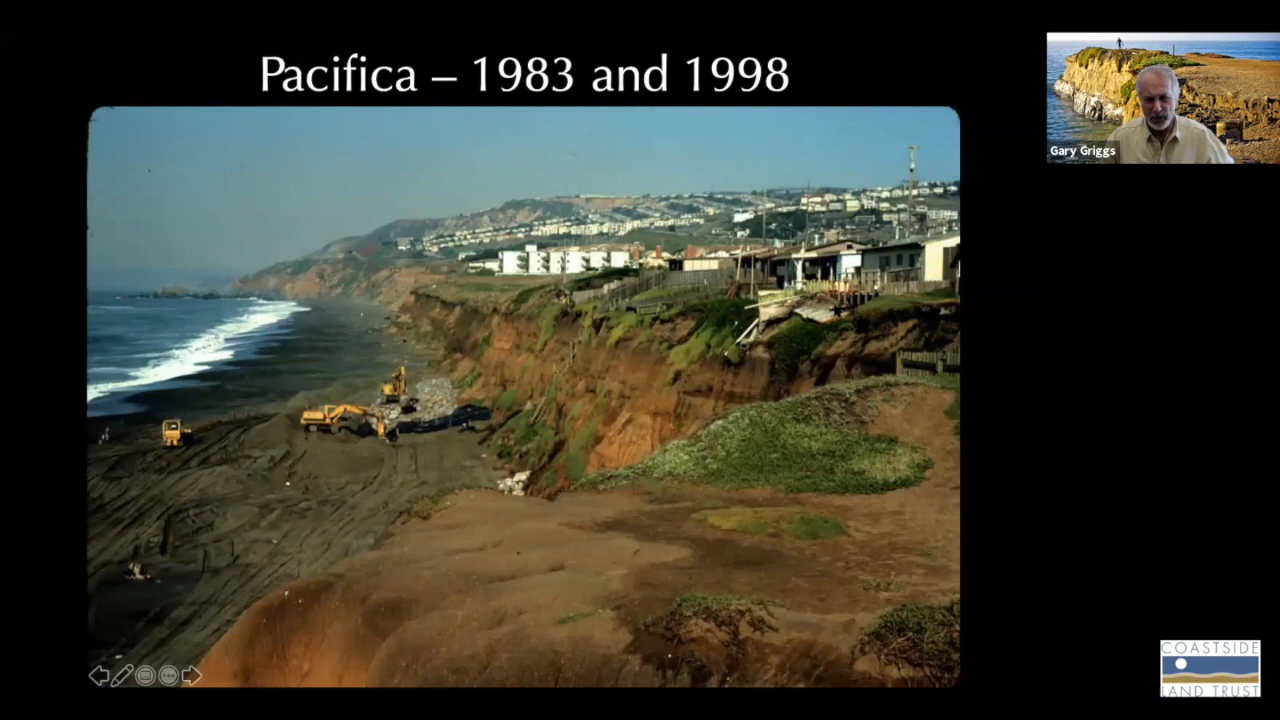 Pacifica – 1983 and 1998
Gary Griggs
COASTSIDE
LAND TRUST